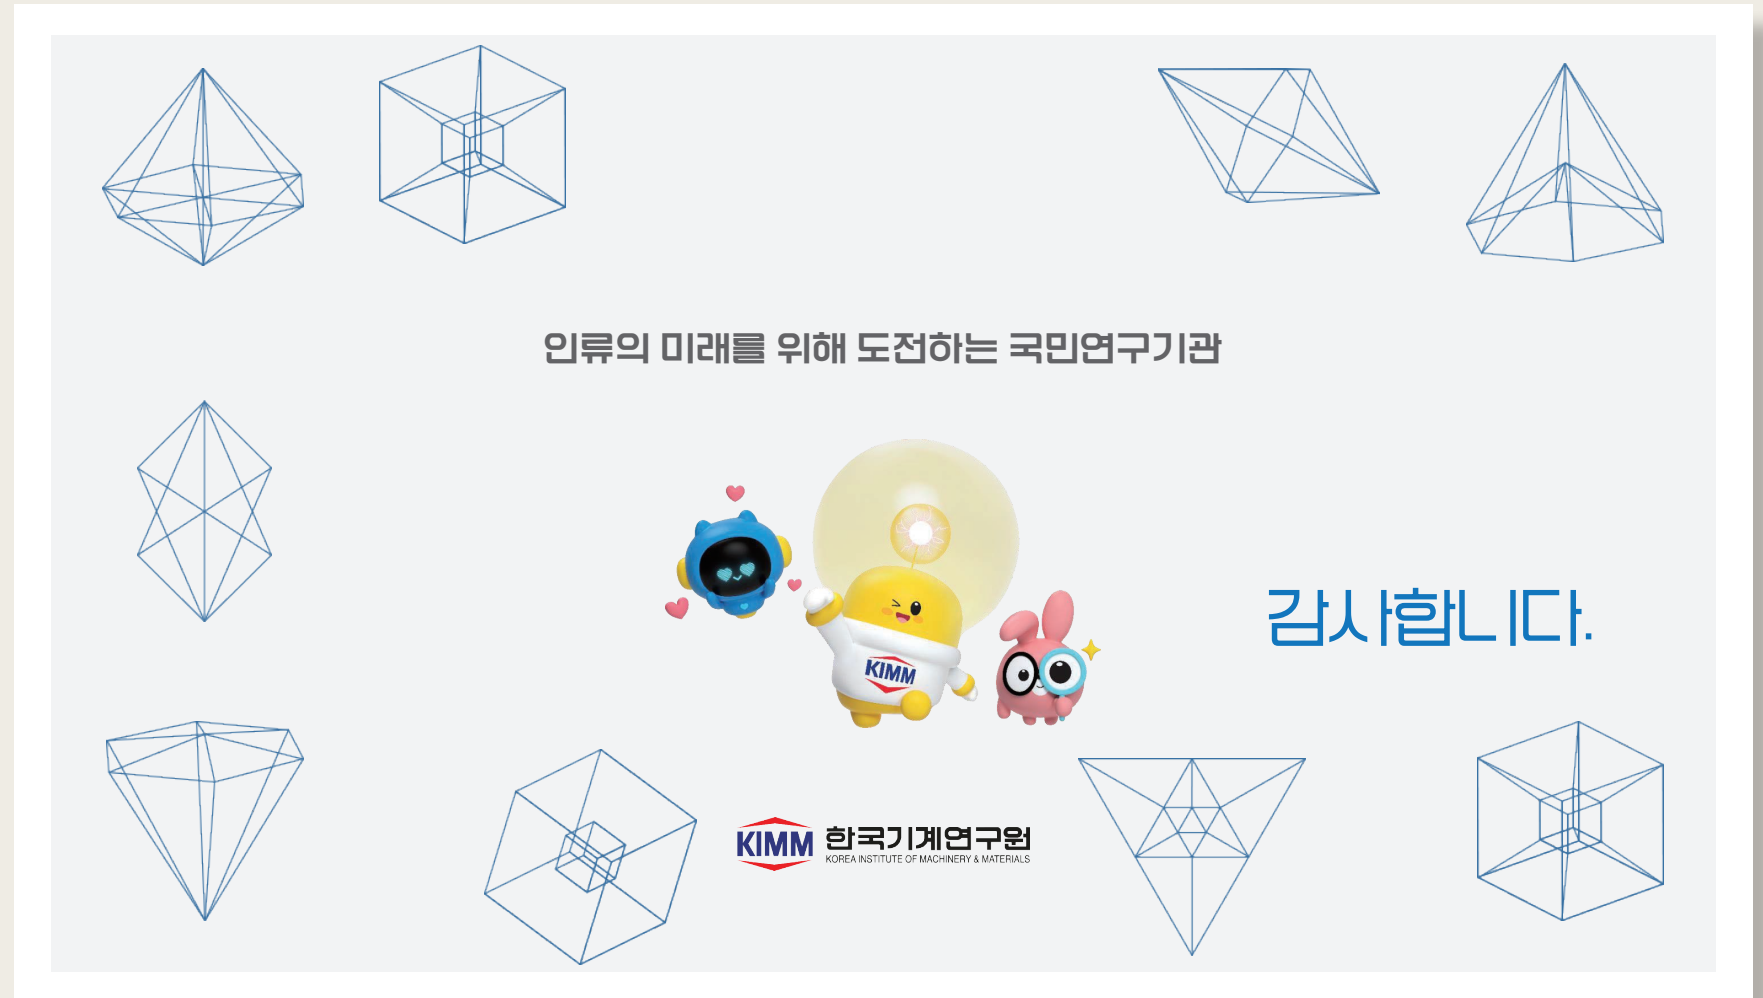 인류의 미래를 위해 도전하는 국민연구기관
KIMM
감사합니다.
KIMM 한국기계연구원
KOREA INSTITUTE OF MACHINERY & MATERIALS